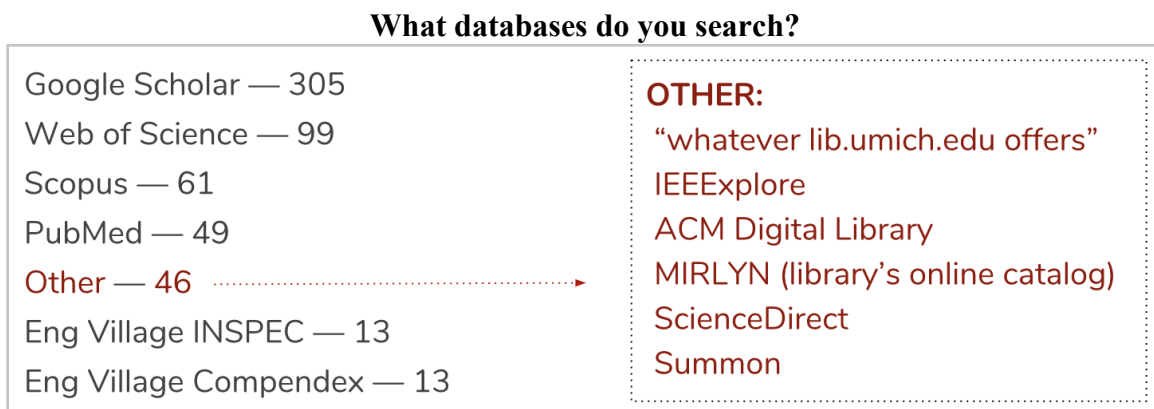 What databases do you search?
Google Scholar — 305
Web of Science — 99
Scopus — 61
PubMed — 49
Other — 46
Eng Village INSPEC — 13
Eng Village Compendex — 13
OTHER:
“whatever lib.umich.edu offers”
IEEExplore
ACM Digital Library
MIRLYN (library’s online catalog)
ScienceDirect
Summon